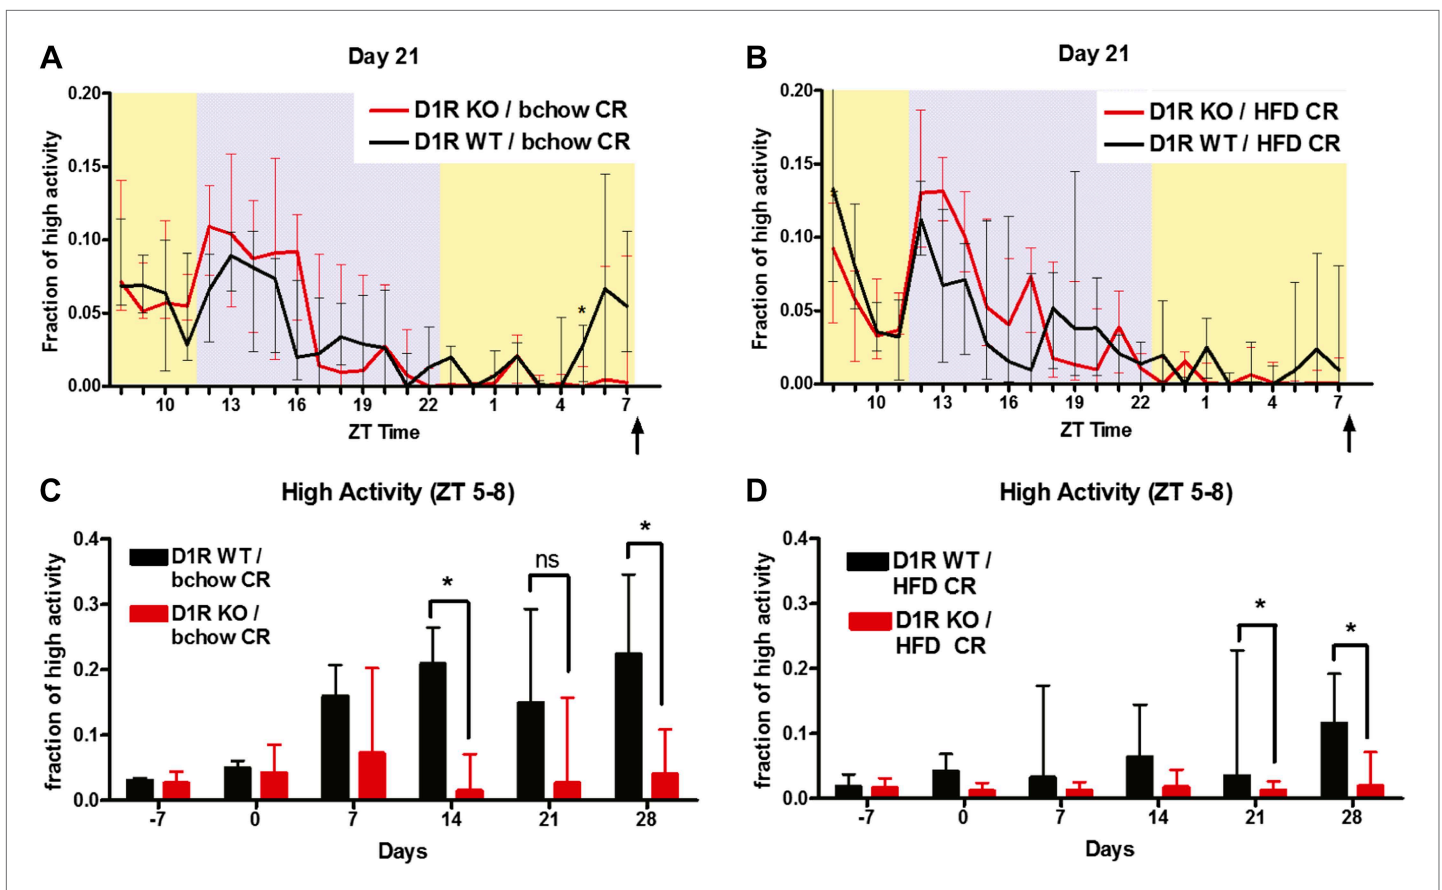 A
Day 21
0.20
0.15
0.10
0.05
0.00
Fraction of high activity
D1R KO / bchow CR
D1R WT / bchow CR
*
10
13
16
19
22
1
4
7
ZT Time
B
Day 21
0.20
0.15
0.10
0.05
0.00
Fraction of high activity
D1R KO / HFD CR
D1R WT / HFD CR
10
13
16
19
22
1
4
7
ZT Time
C
High Activity (ZT 5-8)
0.4
0.3
0.2
0.1
0.0
fraction of high activity
D1R WT /
bchow CR
D1R KO /
bchow CR
*
ns
*
-7
0
7
14
21
28
Days
D
High Activity (ZT 5-8)
0.4
0.3
0.2
0.1
0.0
fraction of high activity
D1R WT /
HFD CR
D1R KO /
HFD CR
*
*
-7
0
7
14
21
28
Days